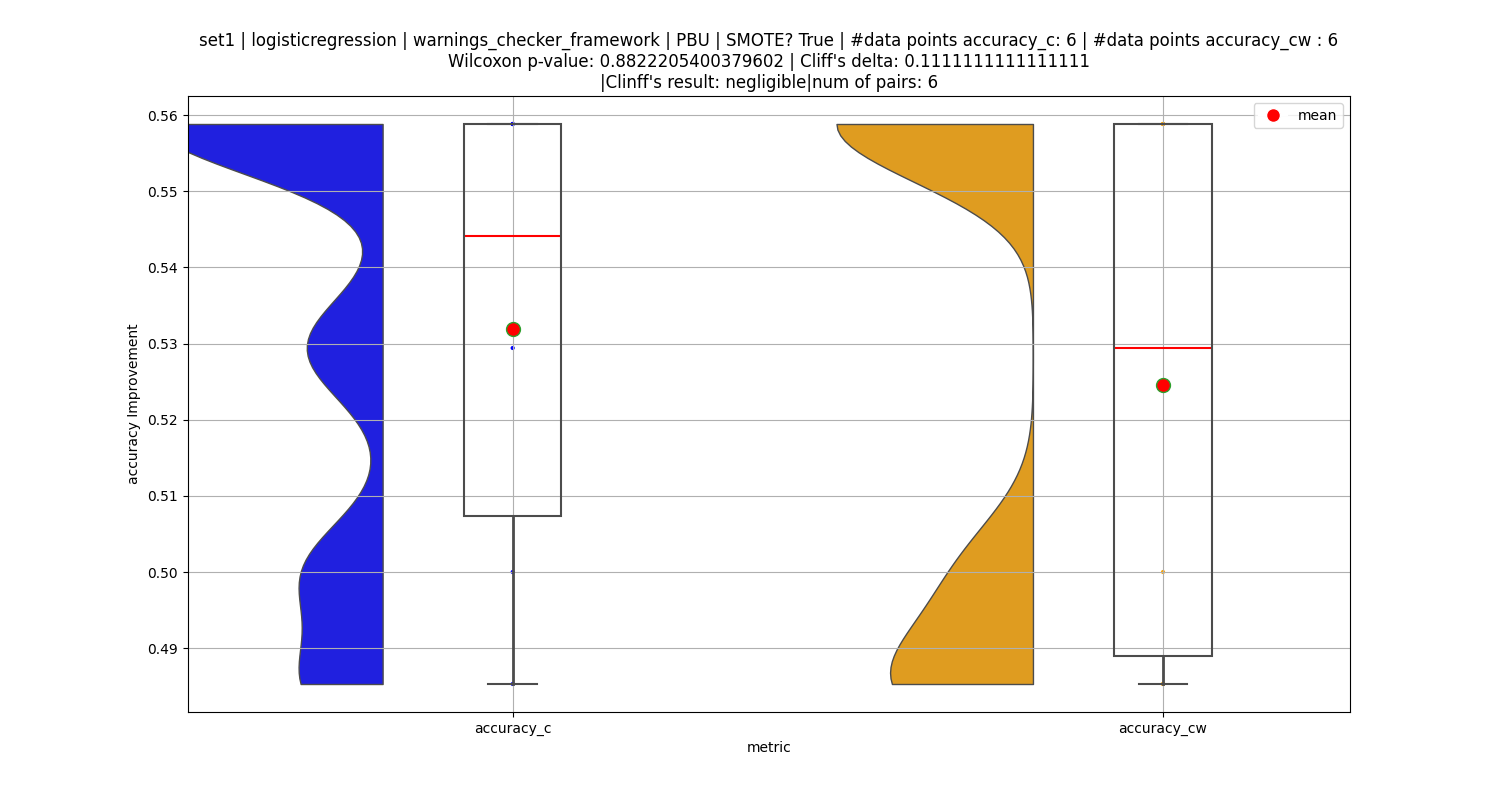 set1 | logisticregression | warnings_checker_framework | PBU | SMOTE? True | #data points accuracy_c: 6 | #data points accuracy_cw : 6
Wilcoxon p-value: 0.8822205400379602 | Cliff's delta: 0.1111111111111111
|Clinff's result: negligible|num of pairs: 6
mean
0.56
0.55
0.54
0.53
0.52
0.51
0.50
0.49
accuracy Improvement
accuracy_c
accuracy_cw
metric